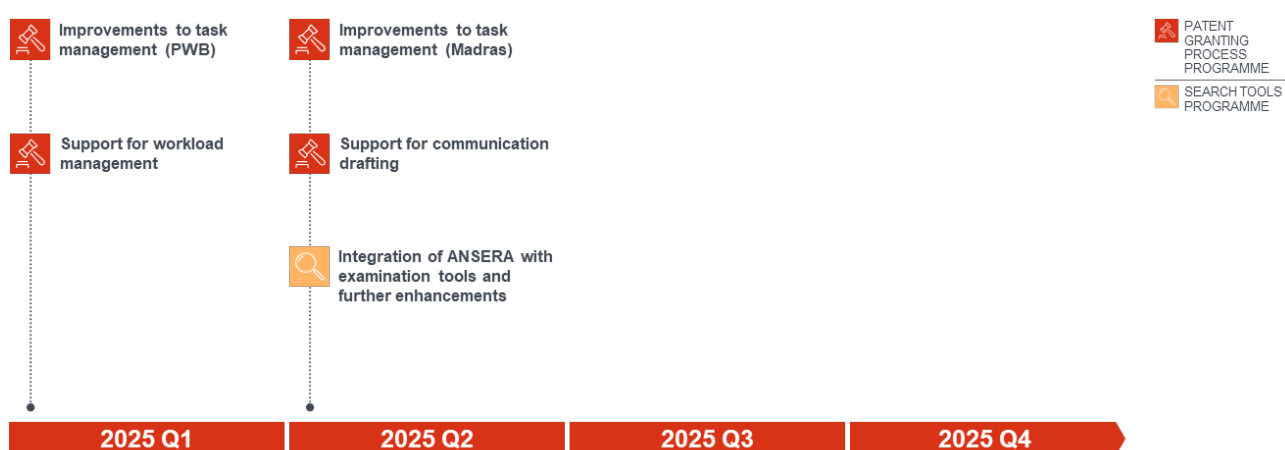 Improvements to task
management (PWB)
Support for workload
management
Improvements to task
management (Madras)
Support for communication
drafting
Integration of ANSERA with
examination tools and
further enhancements
PATENT
GRANTING
PROCESS
PROGRAMME
SEARCH TOOLS
PROGRAMME
2025 Q1
2025 Q2
2025 Q3
2025 Q4